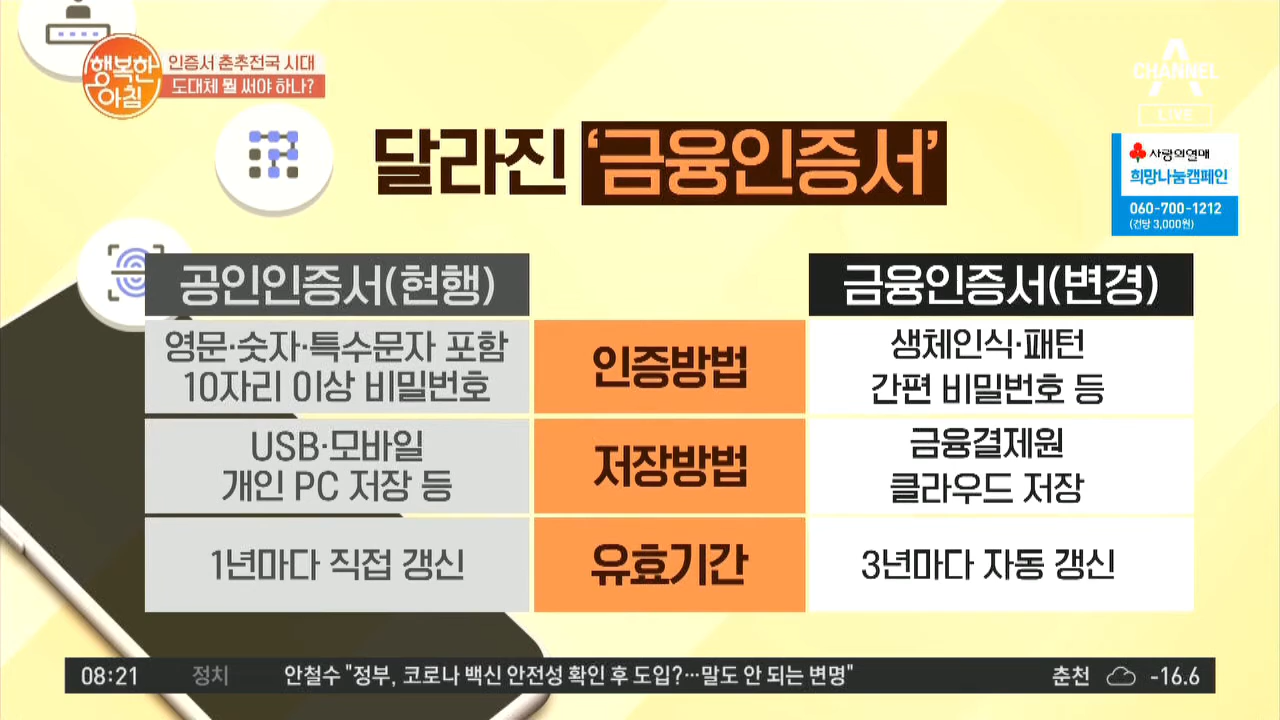 행복한
아침
인증서 춘추전국 시대
도대체 뭘 써야 하나?
CHANNEL
LIVE
사랑의열매
희망나눔캠페인
060-700-1212
(건당 3,000원)
달라진 ‘금융인증서’
공인인증서(현행)
금융인증서(변경)
영문·숫자·특수문자 포함
10자리 이상 비밀번호
인증방법
생체인식·패턴
간편 비밀번호 등
USB·모바일
개인 PC 저장 등
저장방법
금융결제원
클라우드 저장
1년마다 직접 갱신
유효기간
3년마다 자동 갱신
08:21 정치 안철수 "정부, 코로나 백신 안전성 확인 후 도입?…말도 안 되는 변명" 춘천 -16.6